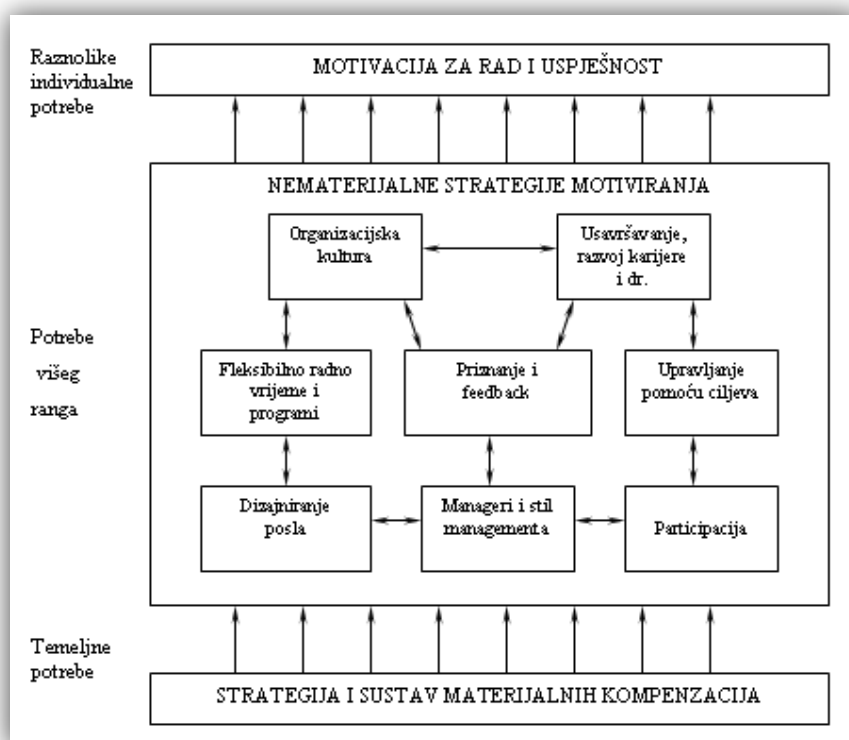 Raznolike
individualne
potrebe
MOTIVACIJA ZA RAD I USPJEŠNOST
NEMATERIJALNE STRATEGIJE MOTIVIRANJA
Organizacijska
kultura
Usavršavanje,
razvoj karijere
i dr.
Potrebe
višeg
ranga
Fleksibilno radno
vrijeme i
programi
Priznanje i
feedback
Upravljanje
pomoću ciljeva
Dizajniranje
posla
Manageri i stil
managementa
Participacija
Temeljne
potrebe
STRATEGIJA I SUSTAV MATERIJALNIH KOMPENZACIJA